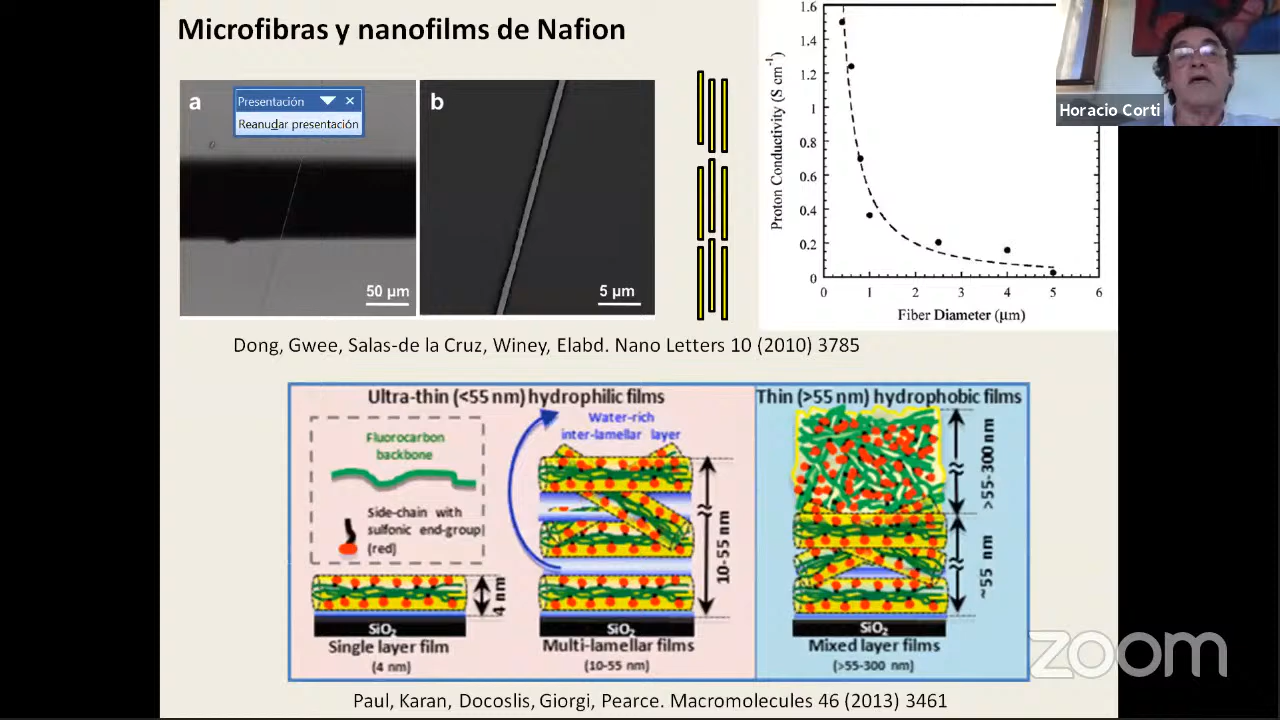 Microfibras y nanofilms de Nafion
a
Presentación
Reanudar presentación
50 µm
b
5 µm
1.6
1.4
1.2
1
0.8
0.6
0.4
0.2
0
Proton Conductivity (S cm⁻¹)
0 1 2 3 4 5 6
Fiber Diameter (µm)
Horacio Corti
Dong, Gwee, Salas-de la Cruz, Winey, Elabd. Nano Letters 10 (2010) 3785
Ultra-thin (<55 nm) hydrophilic films
Fluorocarbon
backbone
Side-chain with
sulfonic end-group
(red)
4 nm
SiO₂
Single layer film
(4 nm)
Water-rich
inter-lamellar layer
10-55 nm
SiO₂
Multi-lamellar films
(10-55 nm)
Thin (>55 nm) hydrophobic films
>55-300 nm
~55 nm
SiO₂
Mixed layer films
(>55-300 nm)
Paul, Karan, Docoslis, Giorgi, Pearce. Macromolecules 46 (2013) 3461
zoom